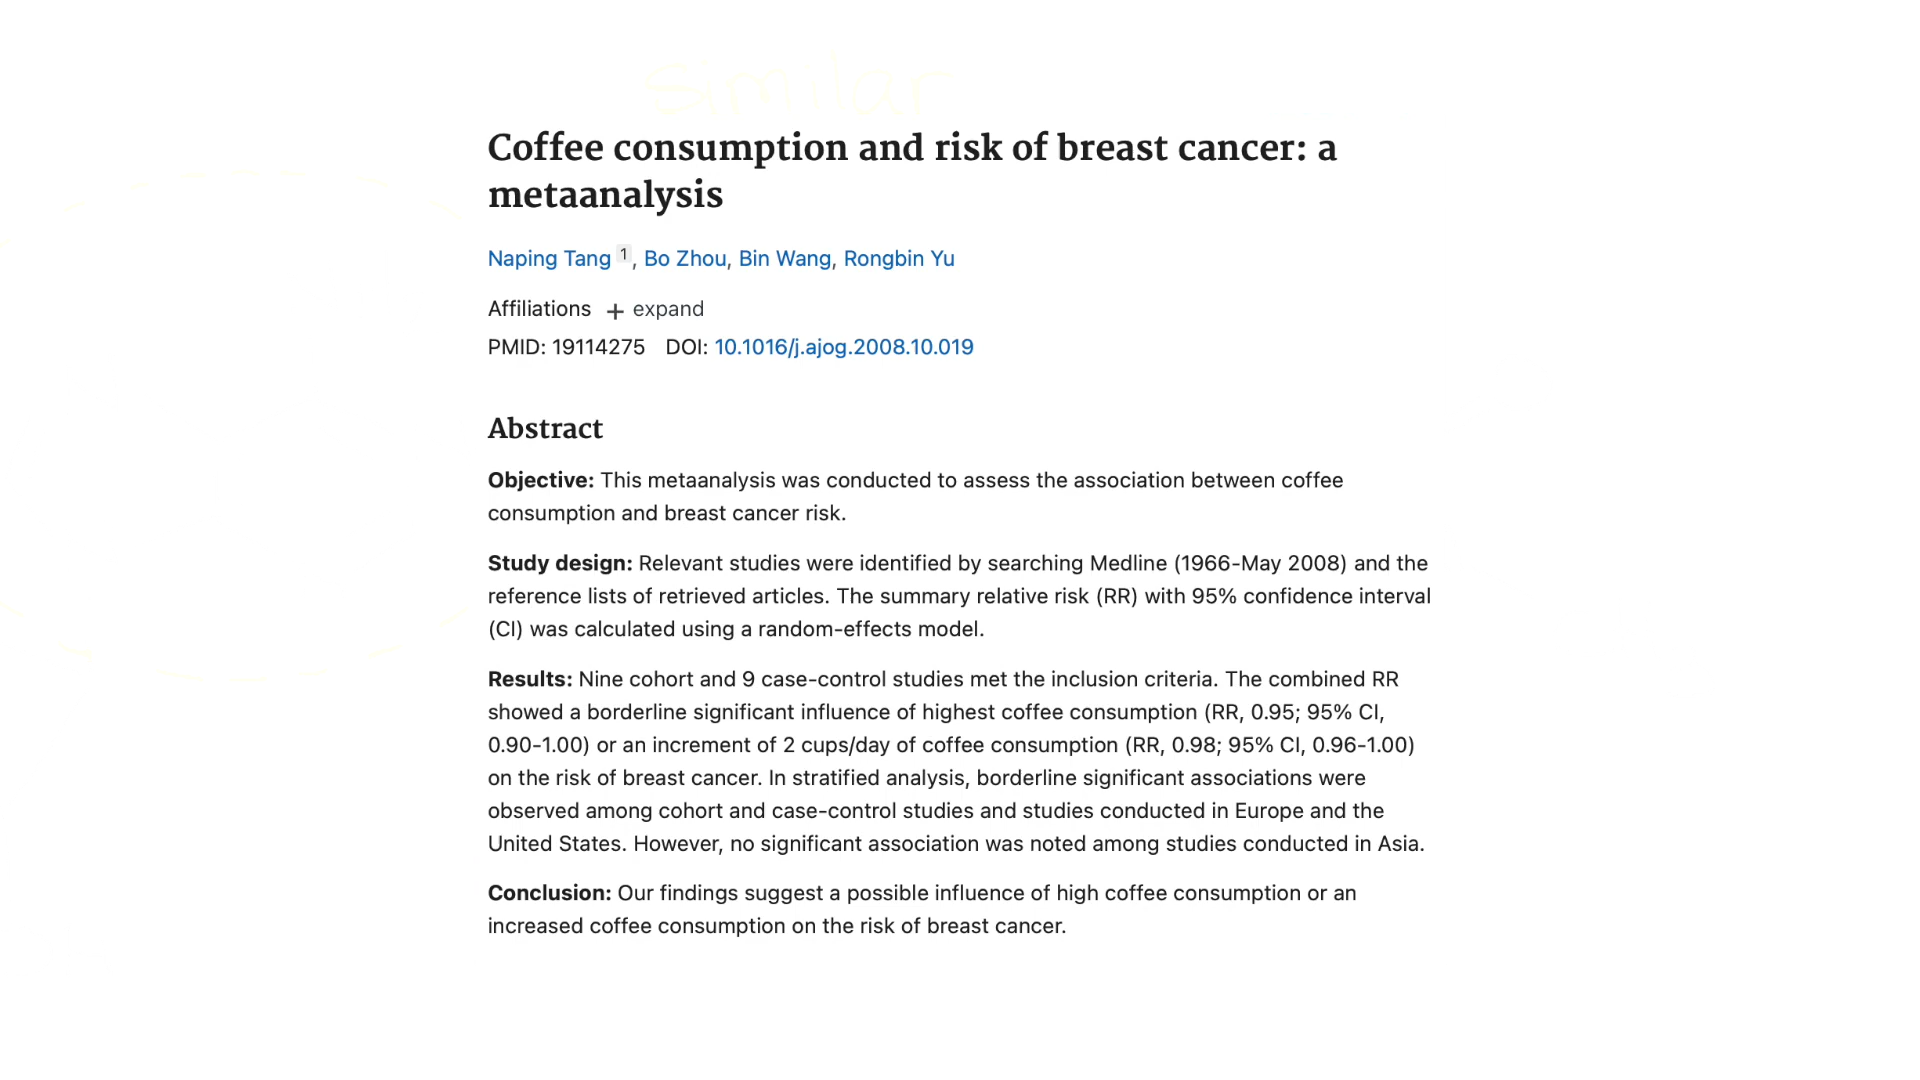 Similar
Coffee consumption and risk of breast cancer: a
metaanalysis
Naping Tang 1, Bo Zhou, Bin Wang, Rongbin Yu
Affiliations + expand
PMID: 19114275 DOI: 10.1016/j.ajog.2008.10.019
Abstract
Objective: This metaanalysis was conducted to assess the association between coffee
consumption and breast cancer risk.
Study design: Relevant studies were identified by searching Medline (1966-May 2008) and the
reference lists of retrieved articles. The summary relative risk (RR) with 95% confidence interval
(CI) was calculated using a random-effects model.
Results: Nine cohort and 9 case-control studies met the inclusion criteria. The combined RR
showed a borderline significant influence of highest coffee consumption (RR, 0.95; 95% CI,
0.90-1.00) or an increment of 2 cups/day of coffee consumption (RR, 0.98; 95% CI, 0.96-1.00)
on the risk of breast cancer. In stratified analysis, borderline significant associations were
observed among cohort and case-control studies and studies conducted in Europe and the
United States. However, no significant association was noted among studies conducted in Asia.
Conclusion: Our findings suggest a possible influence of high coffee consumption or an
increased coffee consumption on the risk of breast cancer.